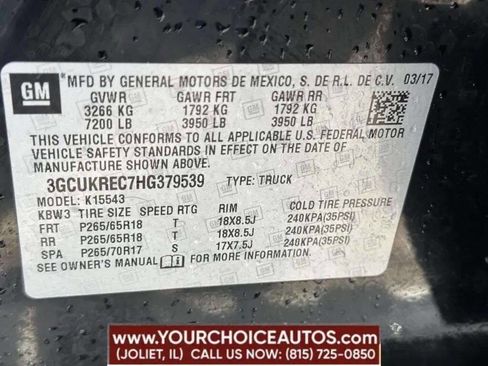 GM
*MFD BY GENERAL MOTORS DE MEXICO, S. DE R.L. DE C.V. 03/17
GVWR GAWR FRT GAWR RR
3266 KG 1792 KG 1792 KG
7200 LB 3950 LB 3950 LB
THIS VEHICLE CONFORMS TO ALL APPLICABLE U.S. FEDERAL MOTOR
VEHICLE SAFETY STANDARDS IN EFFECT ON THE DATE OF
MANUFACTURE SHOWN ABOVE.
3GCUKREC7HG379539 TYPE: TRUCK
MODEL: K15543
KBW3 TIRE SIZE SPEED RTG RIM COLD TIRE PRESSURE
FRT P265/65R18 T 18X8.5J 240KPA(35PSI)
RR P265/65R18 T 18X8.5J 240KPA(35PSI)
SPA P265/70R17 S 17X7.5J 240KPA(35PSI)
SEE OWNER'S MANUAL FOR MORE INFORMATION.
WWW.YOURCHOICEAUTOS.COM
(JOLIET, IL) CALL US NOW: (815) 725-0850